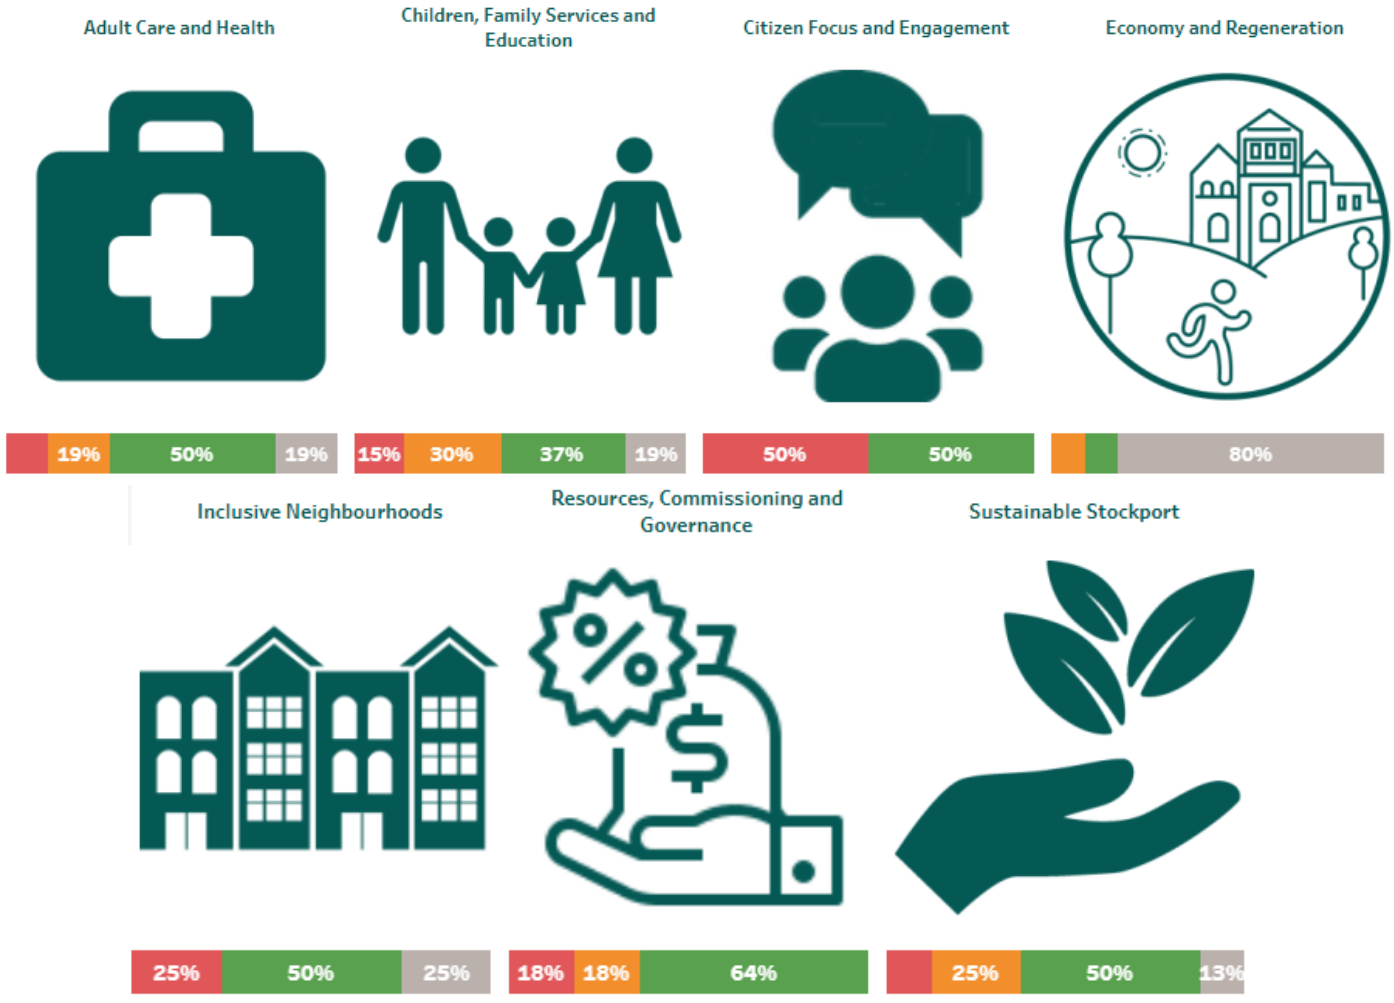 Adult Care and Health
Children, Family Services and
Education
Citizen Focus and Engagement
Economy and Regeneration
19% 50% 19%
15% 30% 37% 19%
50% 50%
80%
Inclusive Neighbourhoods
Resources, Commissioning and
Governance
Sustainable Stockport
%
$
25% 50% 25%
18% 18% 64%
25% 50% 13%